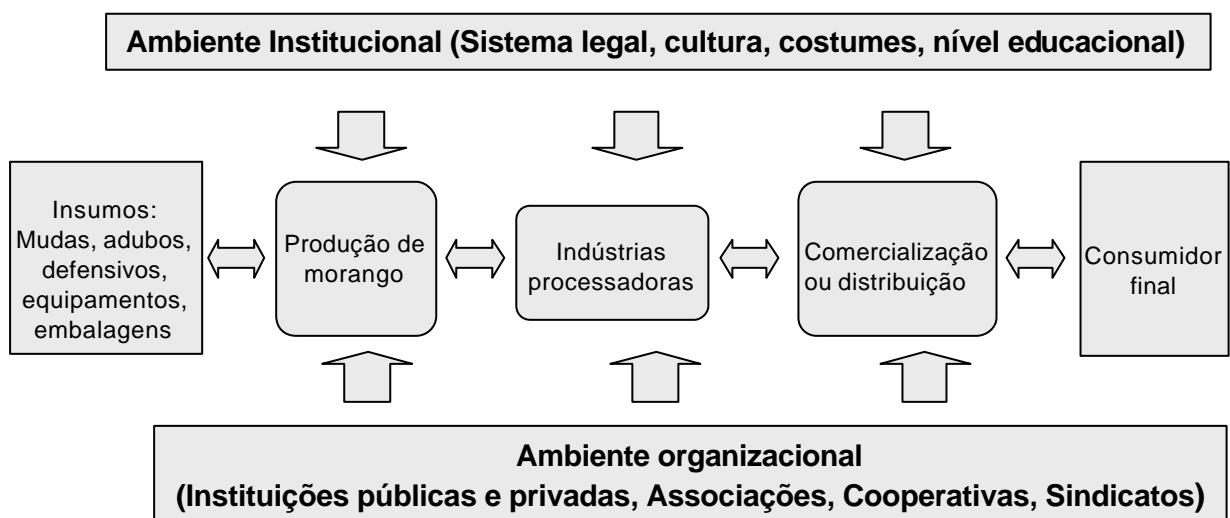 Ambiente Institucional (Sistema legal, cultura, costumes, nível educacional)
Insumos:
Mudas, adubos,
defensivos,
equipamentos,
embalagens
Produção de
morango
Indústrias
processadoras
Comercialização
ou distribuição
Consumidor
final
Ambiente organizacional
(Instituições públicas e privadas, Associações, Cooperativas, Sindicatos)